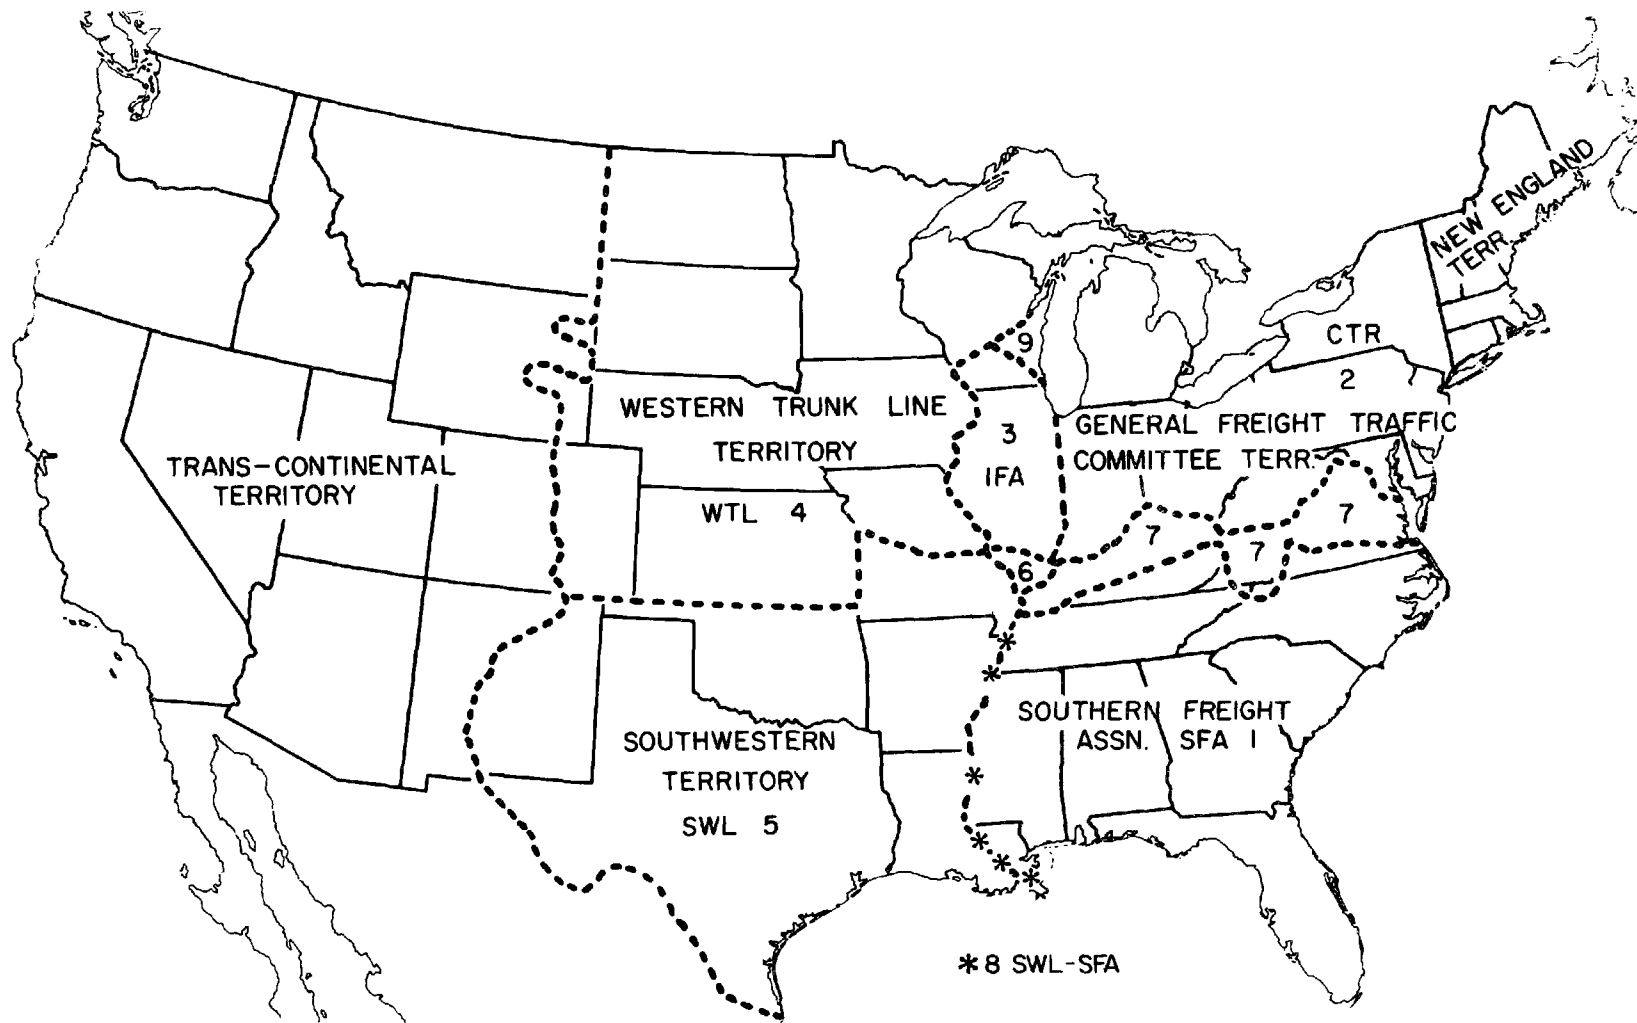 NEW ENGLAND
TERR.
CTR
2
9
WESTERN TRUNK LINE
TERRITORY
3
IFA
GENERAL FREIGHT TRAFFIC
COMMITTEE TERR.
TRANS-CONTINENTAL
TERRITORY
WTL 4
7
7
7
6
SOUTHERN FREIGHT
ASSN. SFA 1
SOUTHWESTERN
TERRITORY
SWL 5
*8 SWL-SFA